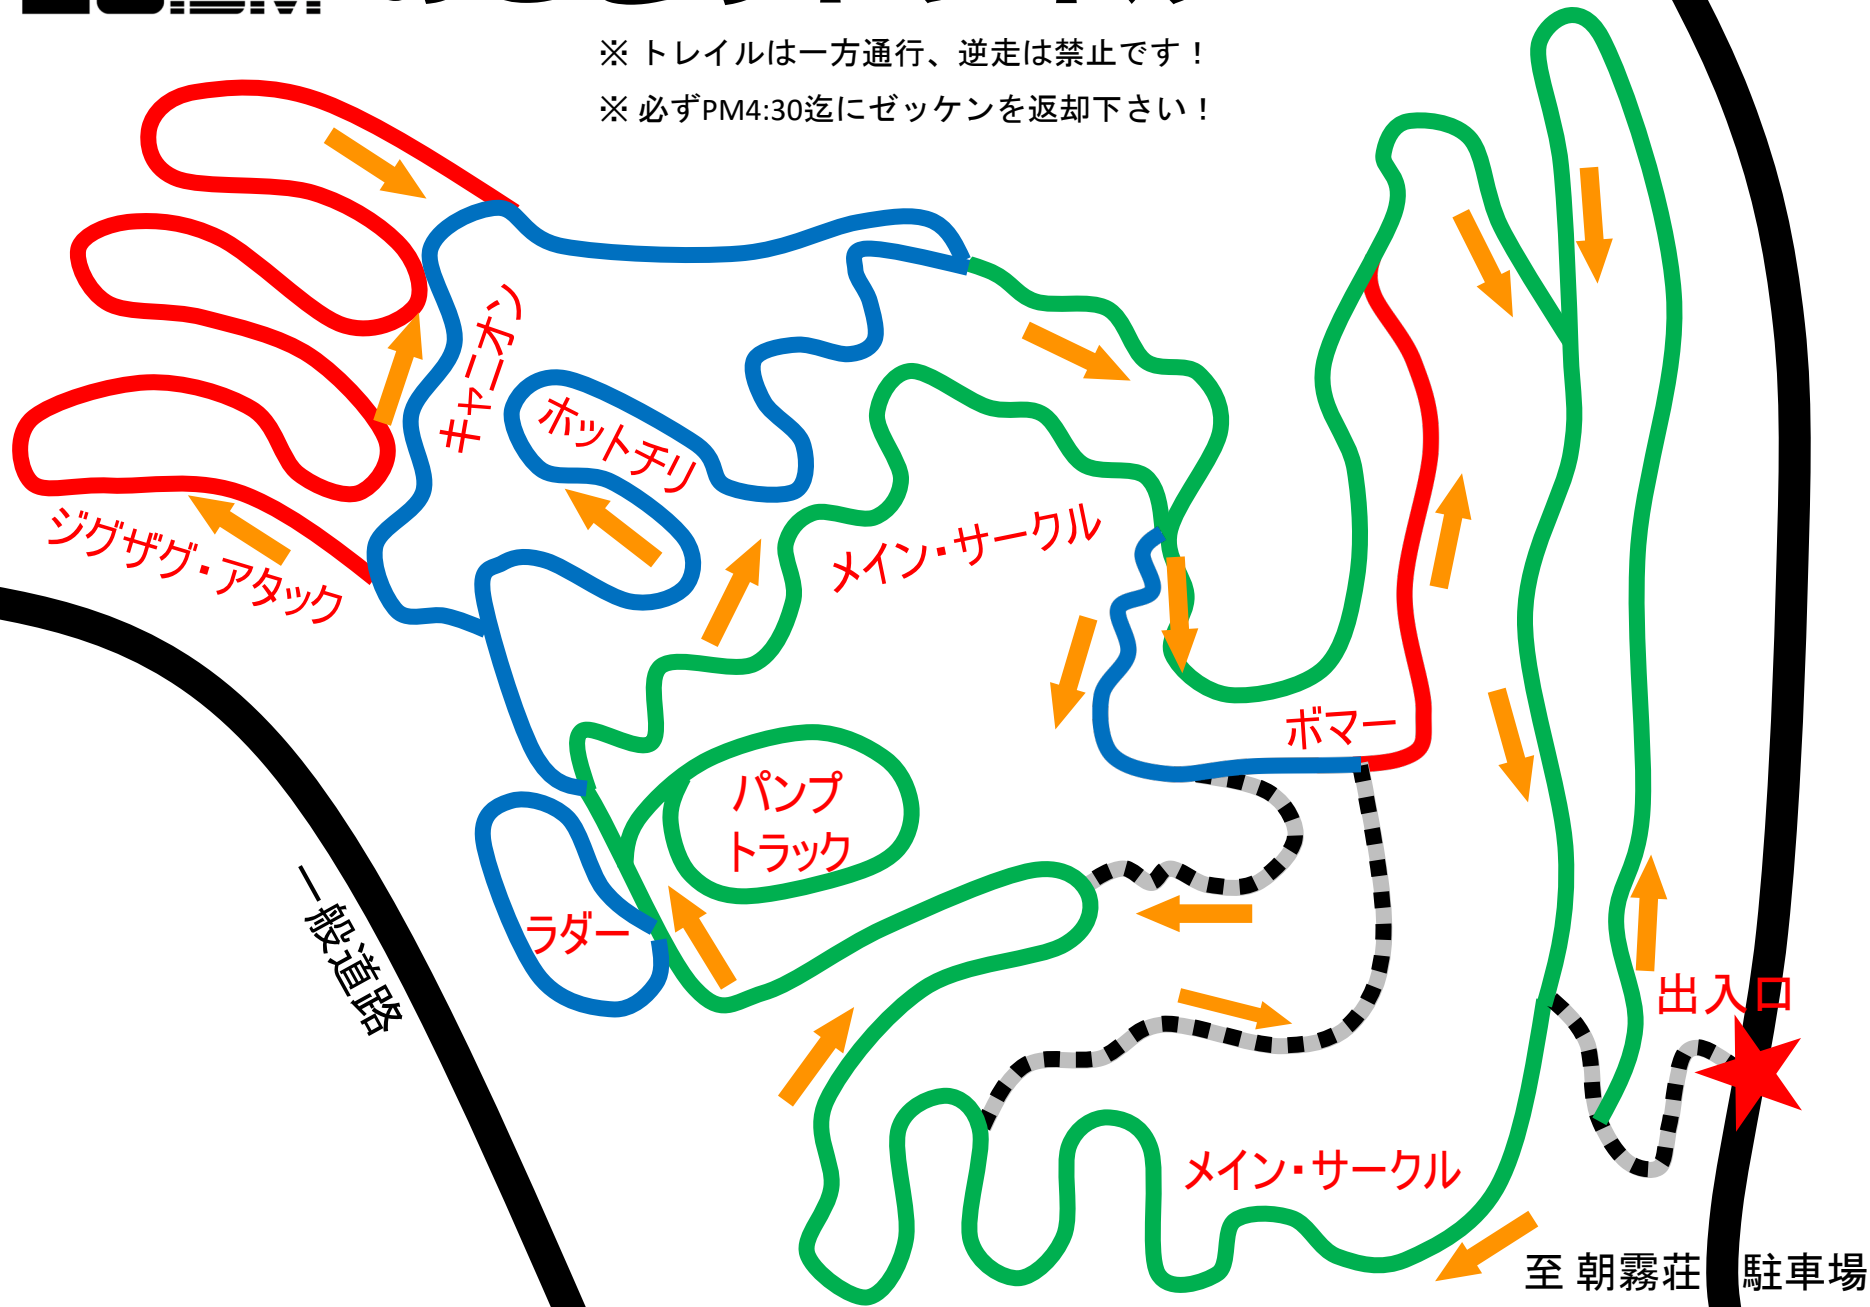 ※ トレイルは一方通行、逆走は禁止です！
※ 必ずPM4:30迄にゼッケンを返却下さい！
キャニオン
ホットチリ
ジグザグ・アタック
メイン・サークル
ボマー
パンプ
トラック
ラダー
一般道路
出入口
メイン・サークル
至 朝霧荘 駐車場